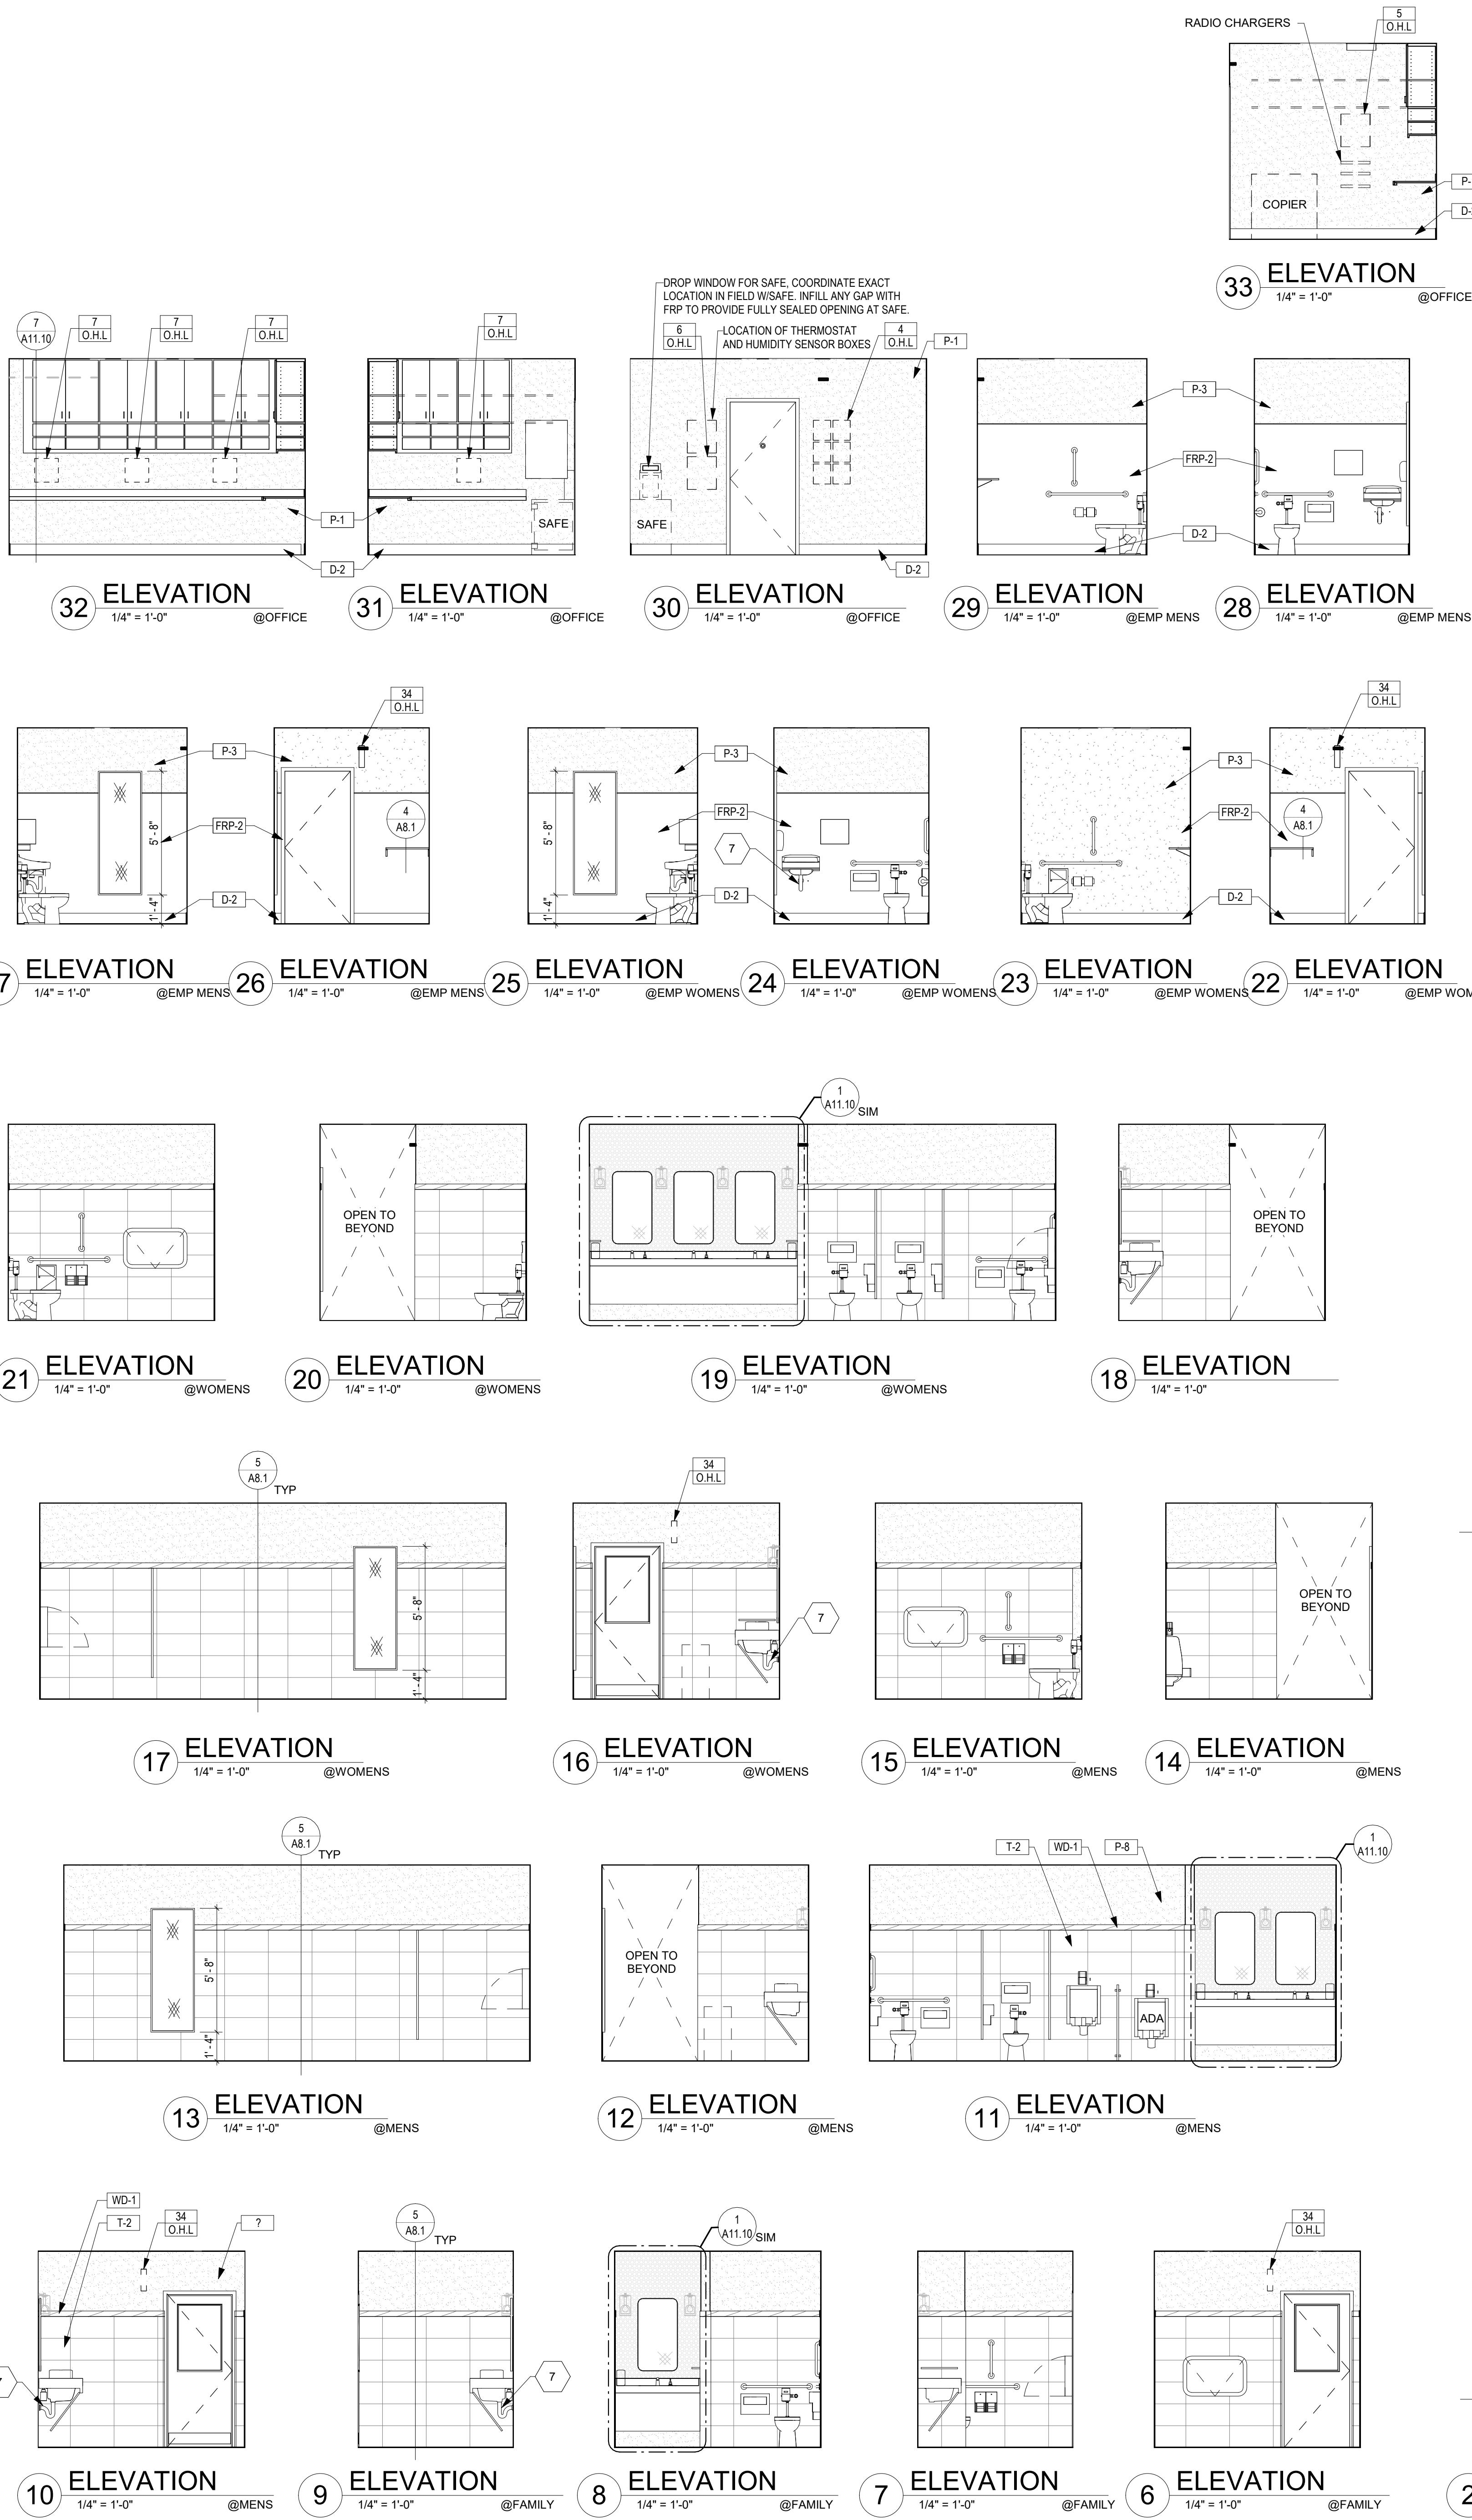 RADIO CHARGERS
5
O.H.L
COPIER
P-
D-
33
ELEVATION
1/4" = 1'-0"
@OFFICE
DROP WINDOW FOR SAFE, COORDINATE EXACT
LOCATION IN FIELD W/SAFE. INFILL ANY GAP WITH
FRP TO PROVIDE FULLY SEALED OPENING AT SAFE.
7
A11.10
7
O.H.L
7
O.H.L
7
O.H.L
7
O.H.L
6
O.H.L
LOCATION OF THERMOSTAT
AND HUMIDITY SENSOR BOXES
4
O.H.L
P-1
P-3
FRP-2
P-1
SAFE
SAFE
D-2
D-2
D-2
32
ELEVATION
1/4" = 1'-0"
@OFFICE
31
ELEVATION
1/4" = 1'-0"
@OFFICE
30
ELEVATION
1/4" = 1'-0"
@OFFICE
29
ELEVATION
1/4" = 1'-0"
@EMP MENS
28
ELEVATION
1/4" = 1'-0"
@EMP MENS
34
O.H.L
34
O.H.L
P-3
P-3
P-3
5' - 8"
FRP-2
4
A8.1
5' - 8"
FRP-2
7
FRP-2
4
A8.1
1' - 4"
D-2
1' - 4"
D-2
D-2
7
ELEVATION
1/4" = 1'-0"
@EMP MENS
26
ELEVATION
1/4" = 1'-0"
@EMP MENS
25
ELEVATION
1/4" = 1'-0"
@EMP WOMENS
24
ELEVATION
1/4" = 1'-0"
@EMP WOMENS
23
ELEVATION
1/4" = 1'-0"
@EMP WOMENS
22
ELEVATION
1/4" = 1'-0"
@EMP WOM
1
A11.10
SIM
OPEN TO
BEYOND
OPEN TO
BEYOND
21
ELEVATION
1/4" = 1'-0"
@WOMENS
20
ELEVATION
1/4" = 1'-0"
@WOMENS
19
ELEVATION
1/4" = 1'-0"
@WOMENS
18
ELEVATION
1/4" = 1'-0"
5
A8.1
TYP
34
O.H.L
5' - 8"
1' - 4"
7
OPEN TO
BEYOND
17
ELEVATION
1/4" = 1'-0"
@WOMENS
16
ELEVATION
1/4" = 1'-0"
@WOMENS
15
ELEVATION
1/4" = 1'-0"
@MENS
14
ELEVATION
1/4" = 1'-0"
@MENS
5
A8.1
TYP
T-2
WD-1
P-8
1
A11.10
5' - 8"
1' - 4"
OPEN TO
BEYOND
ADA
13
ELEVATION
1/4" = 1'-0"
@MENS
12
ELEVATION
1/4" = 1'-0"
@MENS
11
ELEVATION
1/4" = 1'-0"
@MENS
WD-1
T-2
34
O.H.L
?
5
A8.1
TYP
1
A11.10
SIM
34
O.H.L
7
10
ELEVATION
1/4" = 1'-0"
@MENS
9
ELEVATION
1/4" = 1'-0"
@FAMILY
8
ELEVATION
1/4" = 1'-0"
@FAMILY
7
ELEVATION
1/4" = 1'-0"
@FAMILY
6
ELEVATION
1/4" = 1'-0"
2